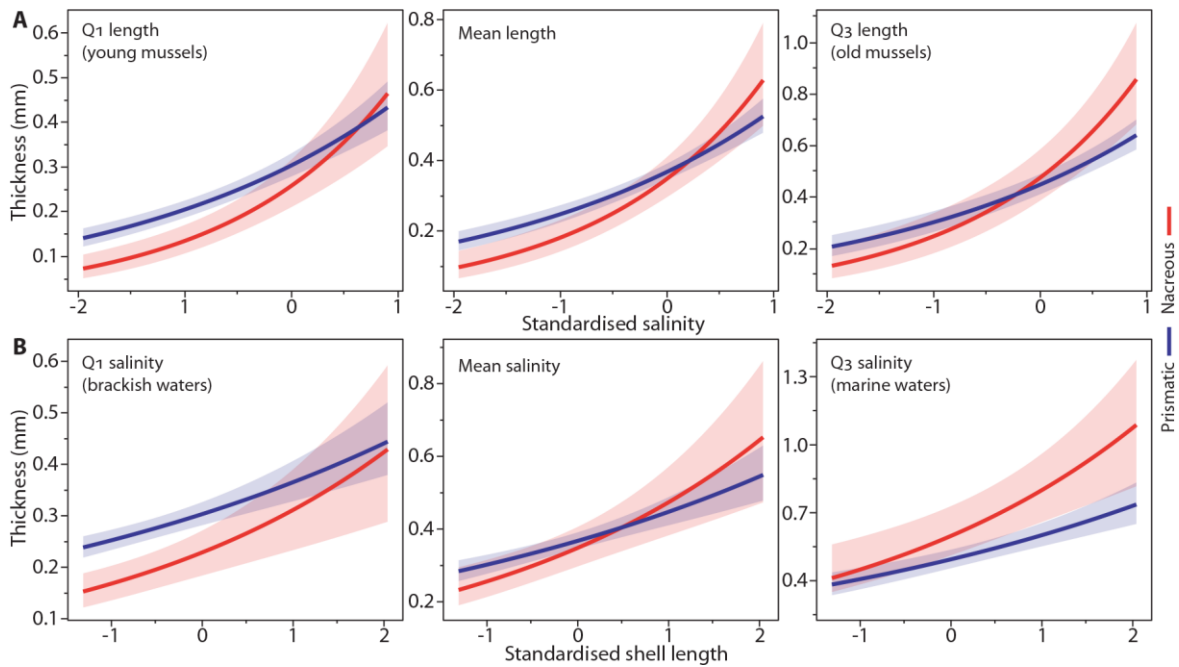 A
Q1 length
(young mussels)
Mean length
Q3 length
(old mussels)
Thickness (mm)
0.6
0.5
0.4
0.3
0.2
0.1
0.8
0.6
0.4
0.2
1.0
0.8
0.6
0.4
0.2
-2 -1 0 1
-2 -1 0 1
-2 -1 0 1
Standardised salinity
B
Q1 salinity
(brackish waters)
Mean salinity
Q3 salinity
(marine waters)
Thickness (mm)
0.6
0.5
0.4
0.3
0.2
0.1
0.8
0.6
0.4
0.2
1.3
1.0
0.7
0.4
-1 0 1 2
-1 0 1 2
-1 0 1 2
Standardised shell length
Nacreous
Prismatic